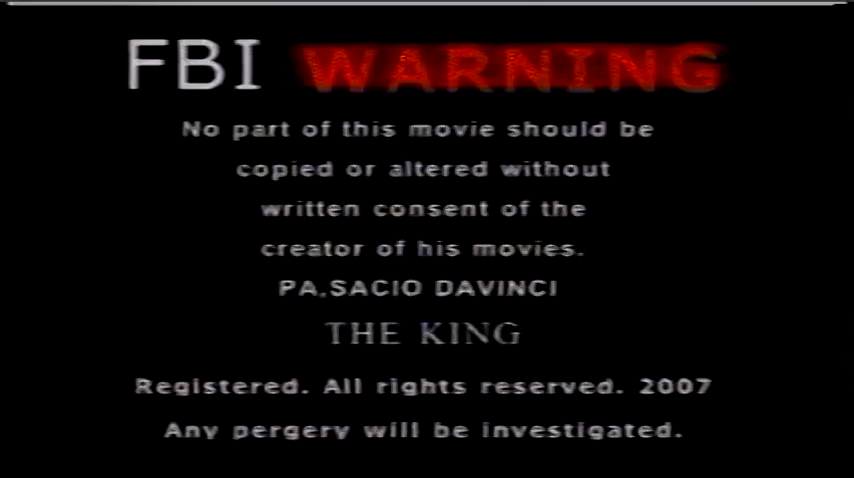 FBI WARNING
No part of this movie should be
copied or altered without
written consent of the
creator of his movies.
PA.SACIO DAVINCI
THE KING
Registered. All rights reserved. 2007
Any pergery will be investigated.